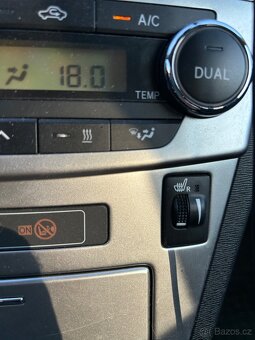 A/C
18.0
TEMP
DUAL
R
ON
Bazos.cz